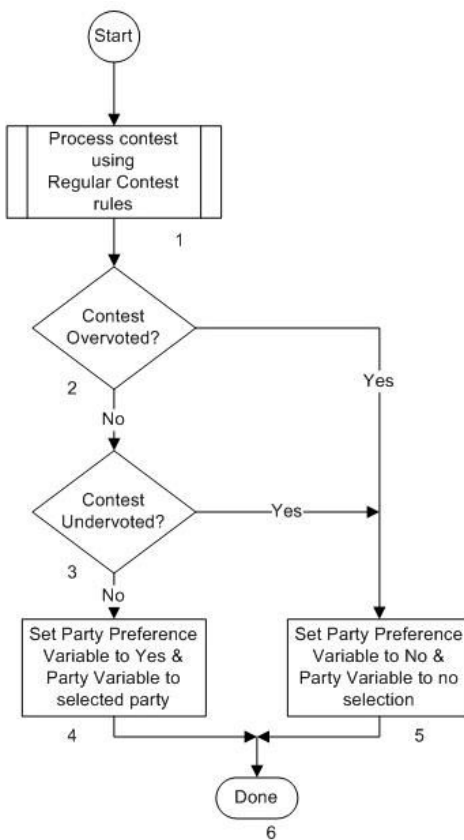 Start
Process contest
using
Regular Contest
rules
1
Contest
Overvoted?
2
Yes
No
Contest
Undervoted?
Yes
3
No
Set Party Preference
Variable to Yes &
Party Variable to
selected party
4
Set Party Preference
Variable to No &
Party Variable to no
selection
5
Done
6